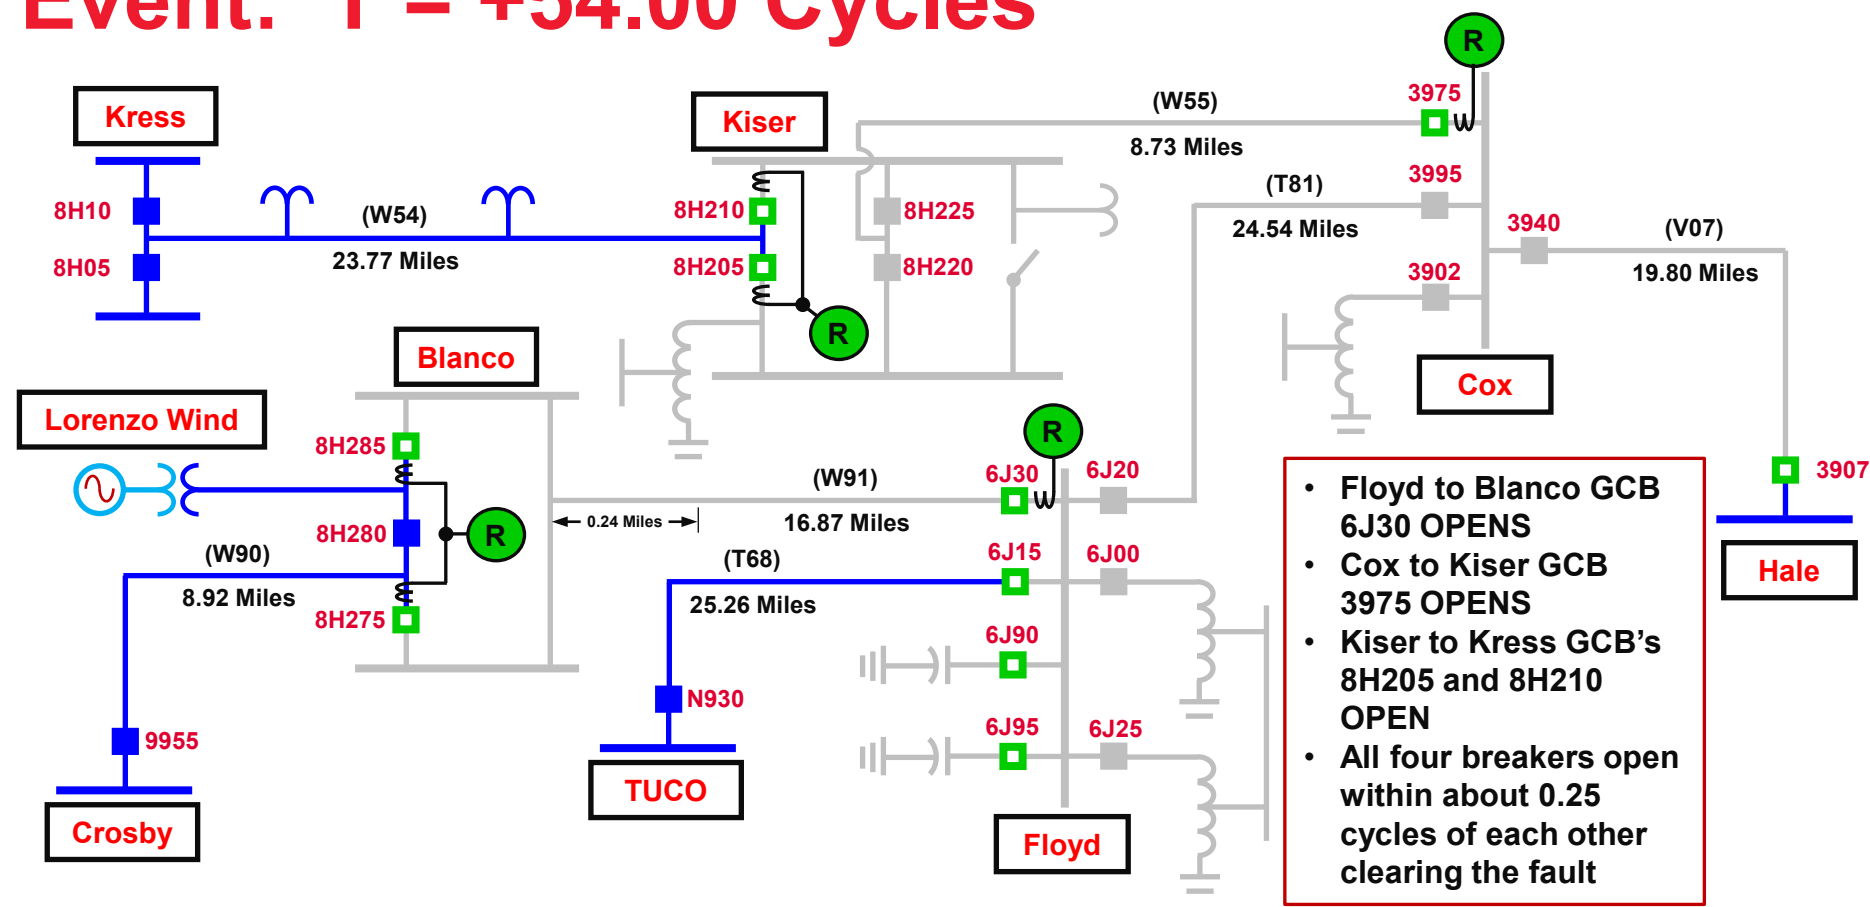 Event: T = +54.00 Cycles
R
Kress
Kiser
(W55)
3975
8.73 Miles
(T81)
3995
24.54 Miles
3940
(V07)
19.80 Miles
3902
8H10
(W54)
8H210
8H225
8H05
23.77 Miles
8H205
8H220
R
Blanco
Cox
Lorenzo Wind
8H285
R
6J30
6J20
(W91)
0.24 Miles
16.87 Miles
8H280
R
(W90)
8.92 Miles
8H275
(T68)
25.26 Miles
6J15
6J00
6J90
N930
6J95
6J25
9955
TUCO
Crosby
Floyd
3907
Hale
• Floyd to Blanco GCB
6J30 OPENS
• Cox to Kiser GCB
3975 OPENS
• Kiser to Kress GCB’s
8H205 and 8H210
OPEN
• All four breakers open
within about 0.25
cycles of each other
clearing the fault